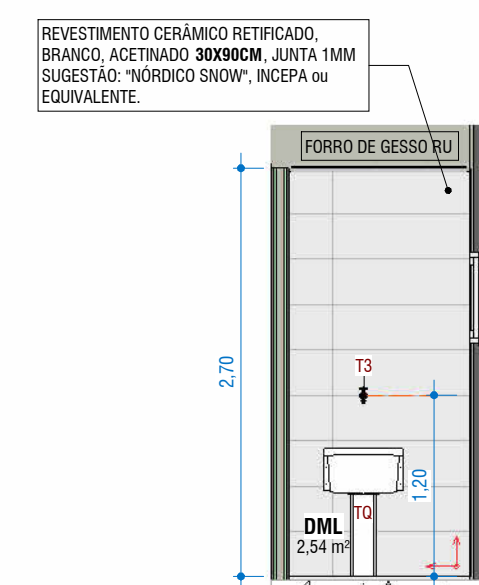 REVESTIMENTO CERÂMICO RETIFICADO,
BRANCO, ACETINADO 30X90CM, JUNTA 1MM
SUGESTÃO: "NÓRDICO SNOW", INCEPA ou
EQUIVALENTE.
FORRO DE GESSO RU
2,70
T3
1,20
TQ
DML
2,54 m²